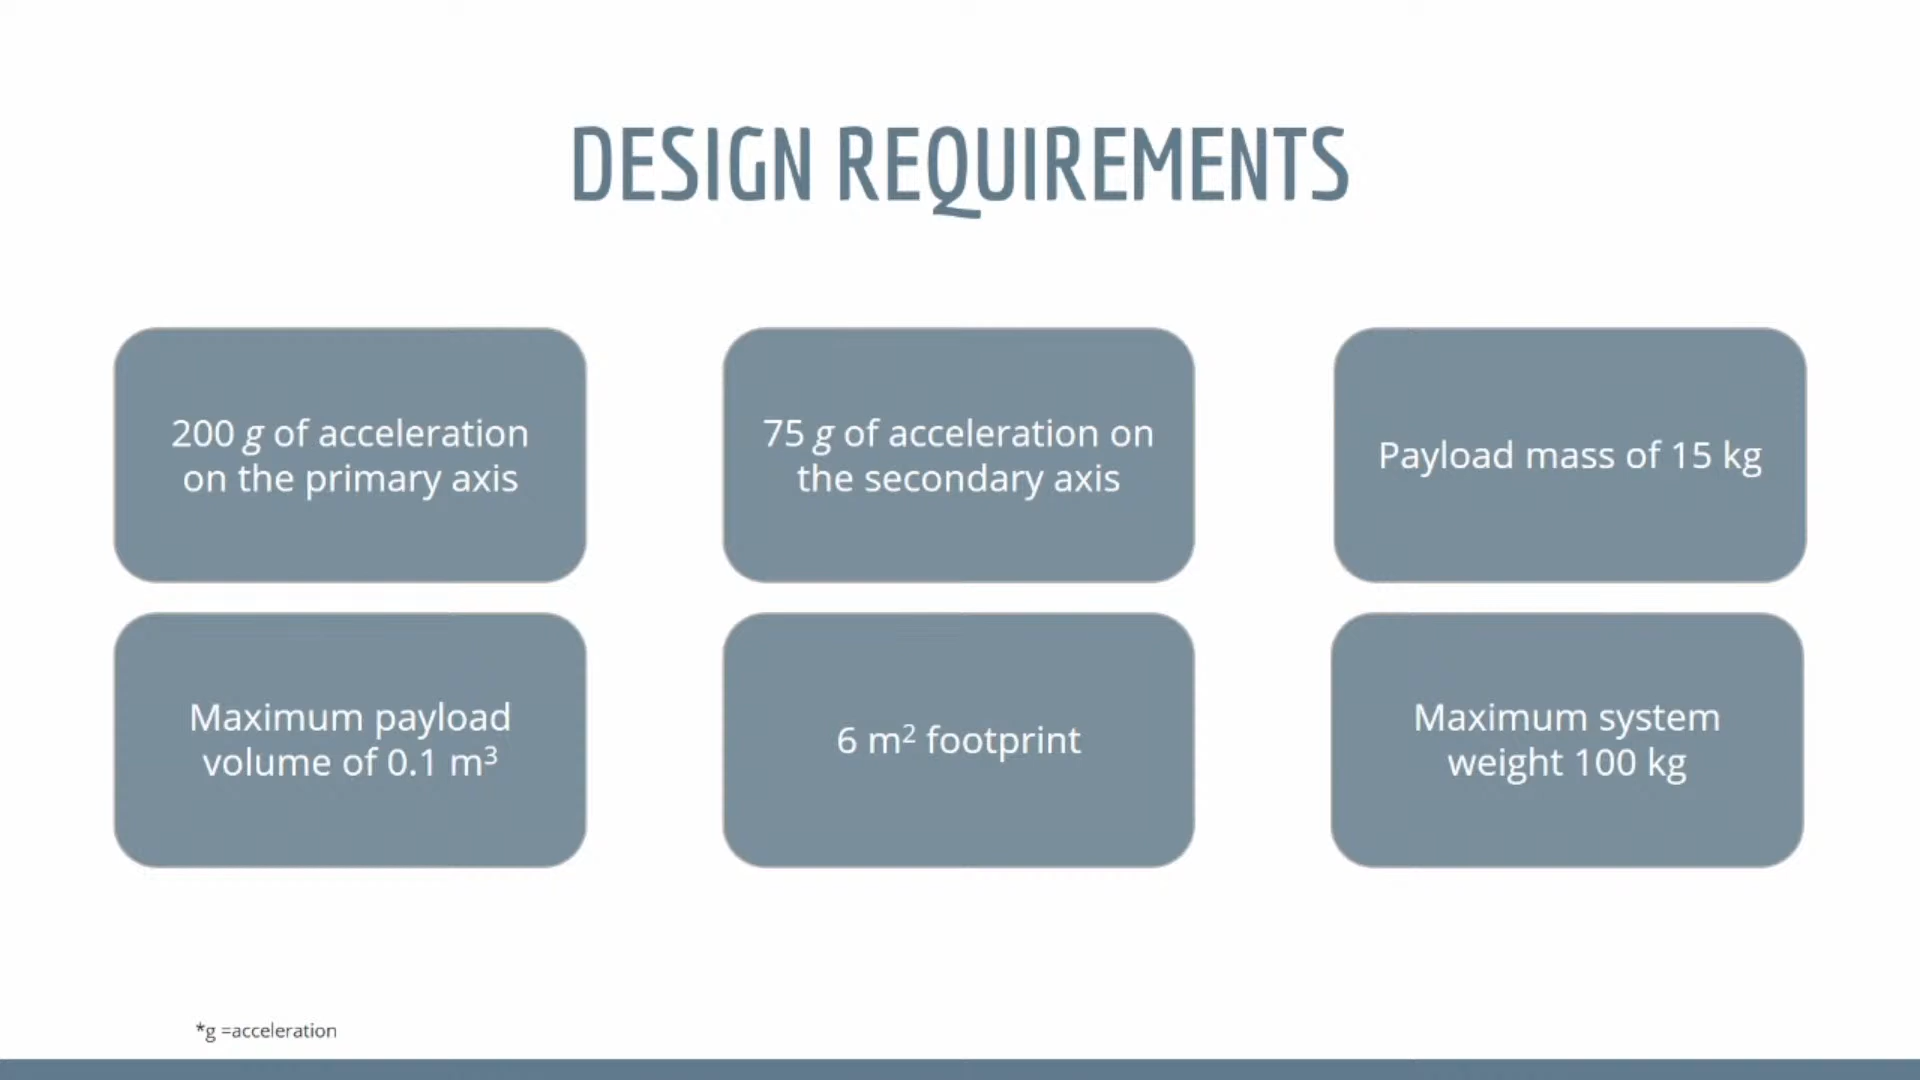 DESIGN REQUIREMENTS
200 g of acceleration
on the primary axis
75 g of acceleration on
the secondary axis
Payload mass of 15 kg
Maximum payload
volume of 0.1 m³
6 m² footprint
Maximum system
weight 100 kg
*g =acceleration